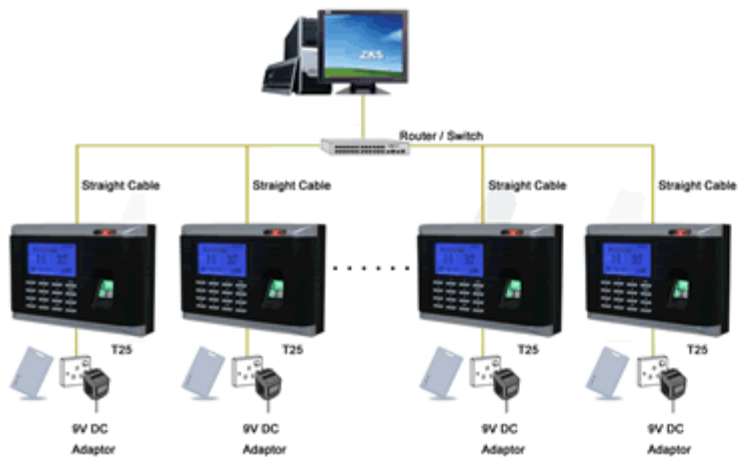 ZKS
Router / Switch
Straight Cable
Straight Cable
Straight Cable
Straight Cable
T25
T25
T25
T25
9V DC
Adaptor
9V DC
Adaptor
9V DC
Adaptor
9V DC
Adaptor